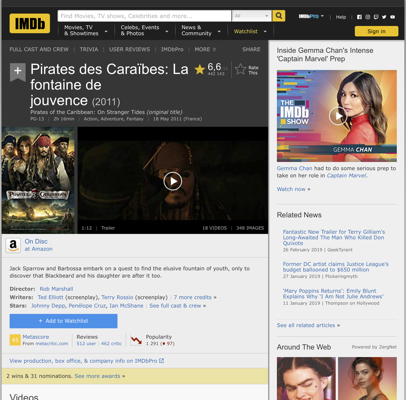 IMDb
Find Movies, TV shows, Celebrities and more...
All
IMDbPro
Help
Movies, TV & Showtimes
Celebs, Events & Photos
News & Community
Watchlist
Sign in
FULL CAST AND CREW | TRIVIA | USER REVIEWS | IMDbPro | MORE
SHARE
Pirates des Caraïbes: La
fontaine de
jouvence (2011)
6,6
Rate
This
Pirates of the Caribbean: On Stranger Tides (original title)
PG-13 | 2h 16min | Action, Adventure, Fantasy | 18 May 2011 (France)
1:12 | Trailer
18 VIDEOS | 348 IMAGES
On Disc
at Amazon
Jack Sparrow and Barbossa embark on a quest to find the elusive fountain of youth, only to
discover that Blackbeard and his daughter are after it too.
Director: Rob Marshall
Writers: Ted Elliott (screenplay), Terry Rossio (screenplay) | 7 more credits »
Stars: Johnny Depp, Penélope Cruz, Ian McShane | See full cast & crew »
+ Add to Watchlist
45
Metascore
From metacritic.com
Reviews
512 user | 462 critic
Popularity
1 291 (97)
View production, box office, & company info on IMDbPro
2 wins & 31 nominations. See more awards »
Videos
Inside Gemma Chan's Intense
'Captain Marvel' Prep
THE
IMDb
SHOW
GEMMA CHAN
Gemma Chan had to do some serious prep
to take on her role in Captain Marvel.
Watch now »
Related News
Fantastic New Trailer for Terry Gilliam's
Long-Awaited The Man Who Killed Don
Quixote
26 February 2019 | GeekTyrant
Former DC artist claims Justice League's
budget ballooned to $650 million
27 January 2019 | Flickeringmyth
'Mary Poppins Returns': Emily Blunt
Explains Why 'I Am Not Julie Andrews'
11 January 2019 | Thompson on Hollywood
See all related articles »
Around The Web
Powered by ZergNet